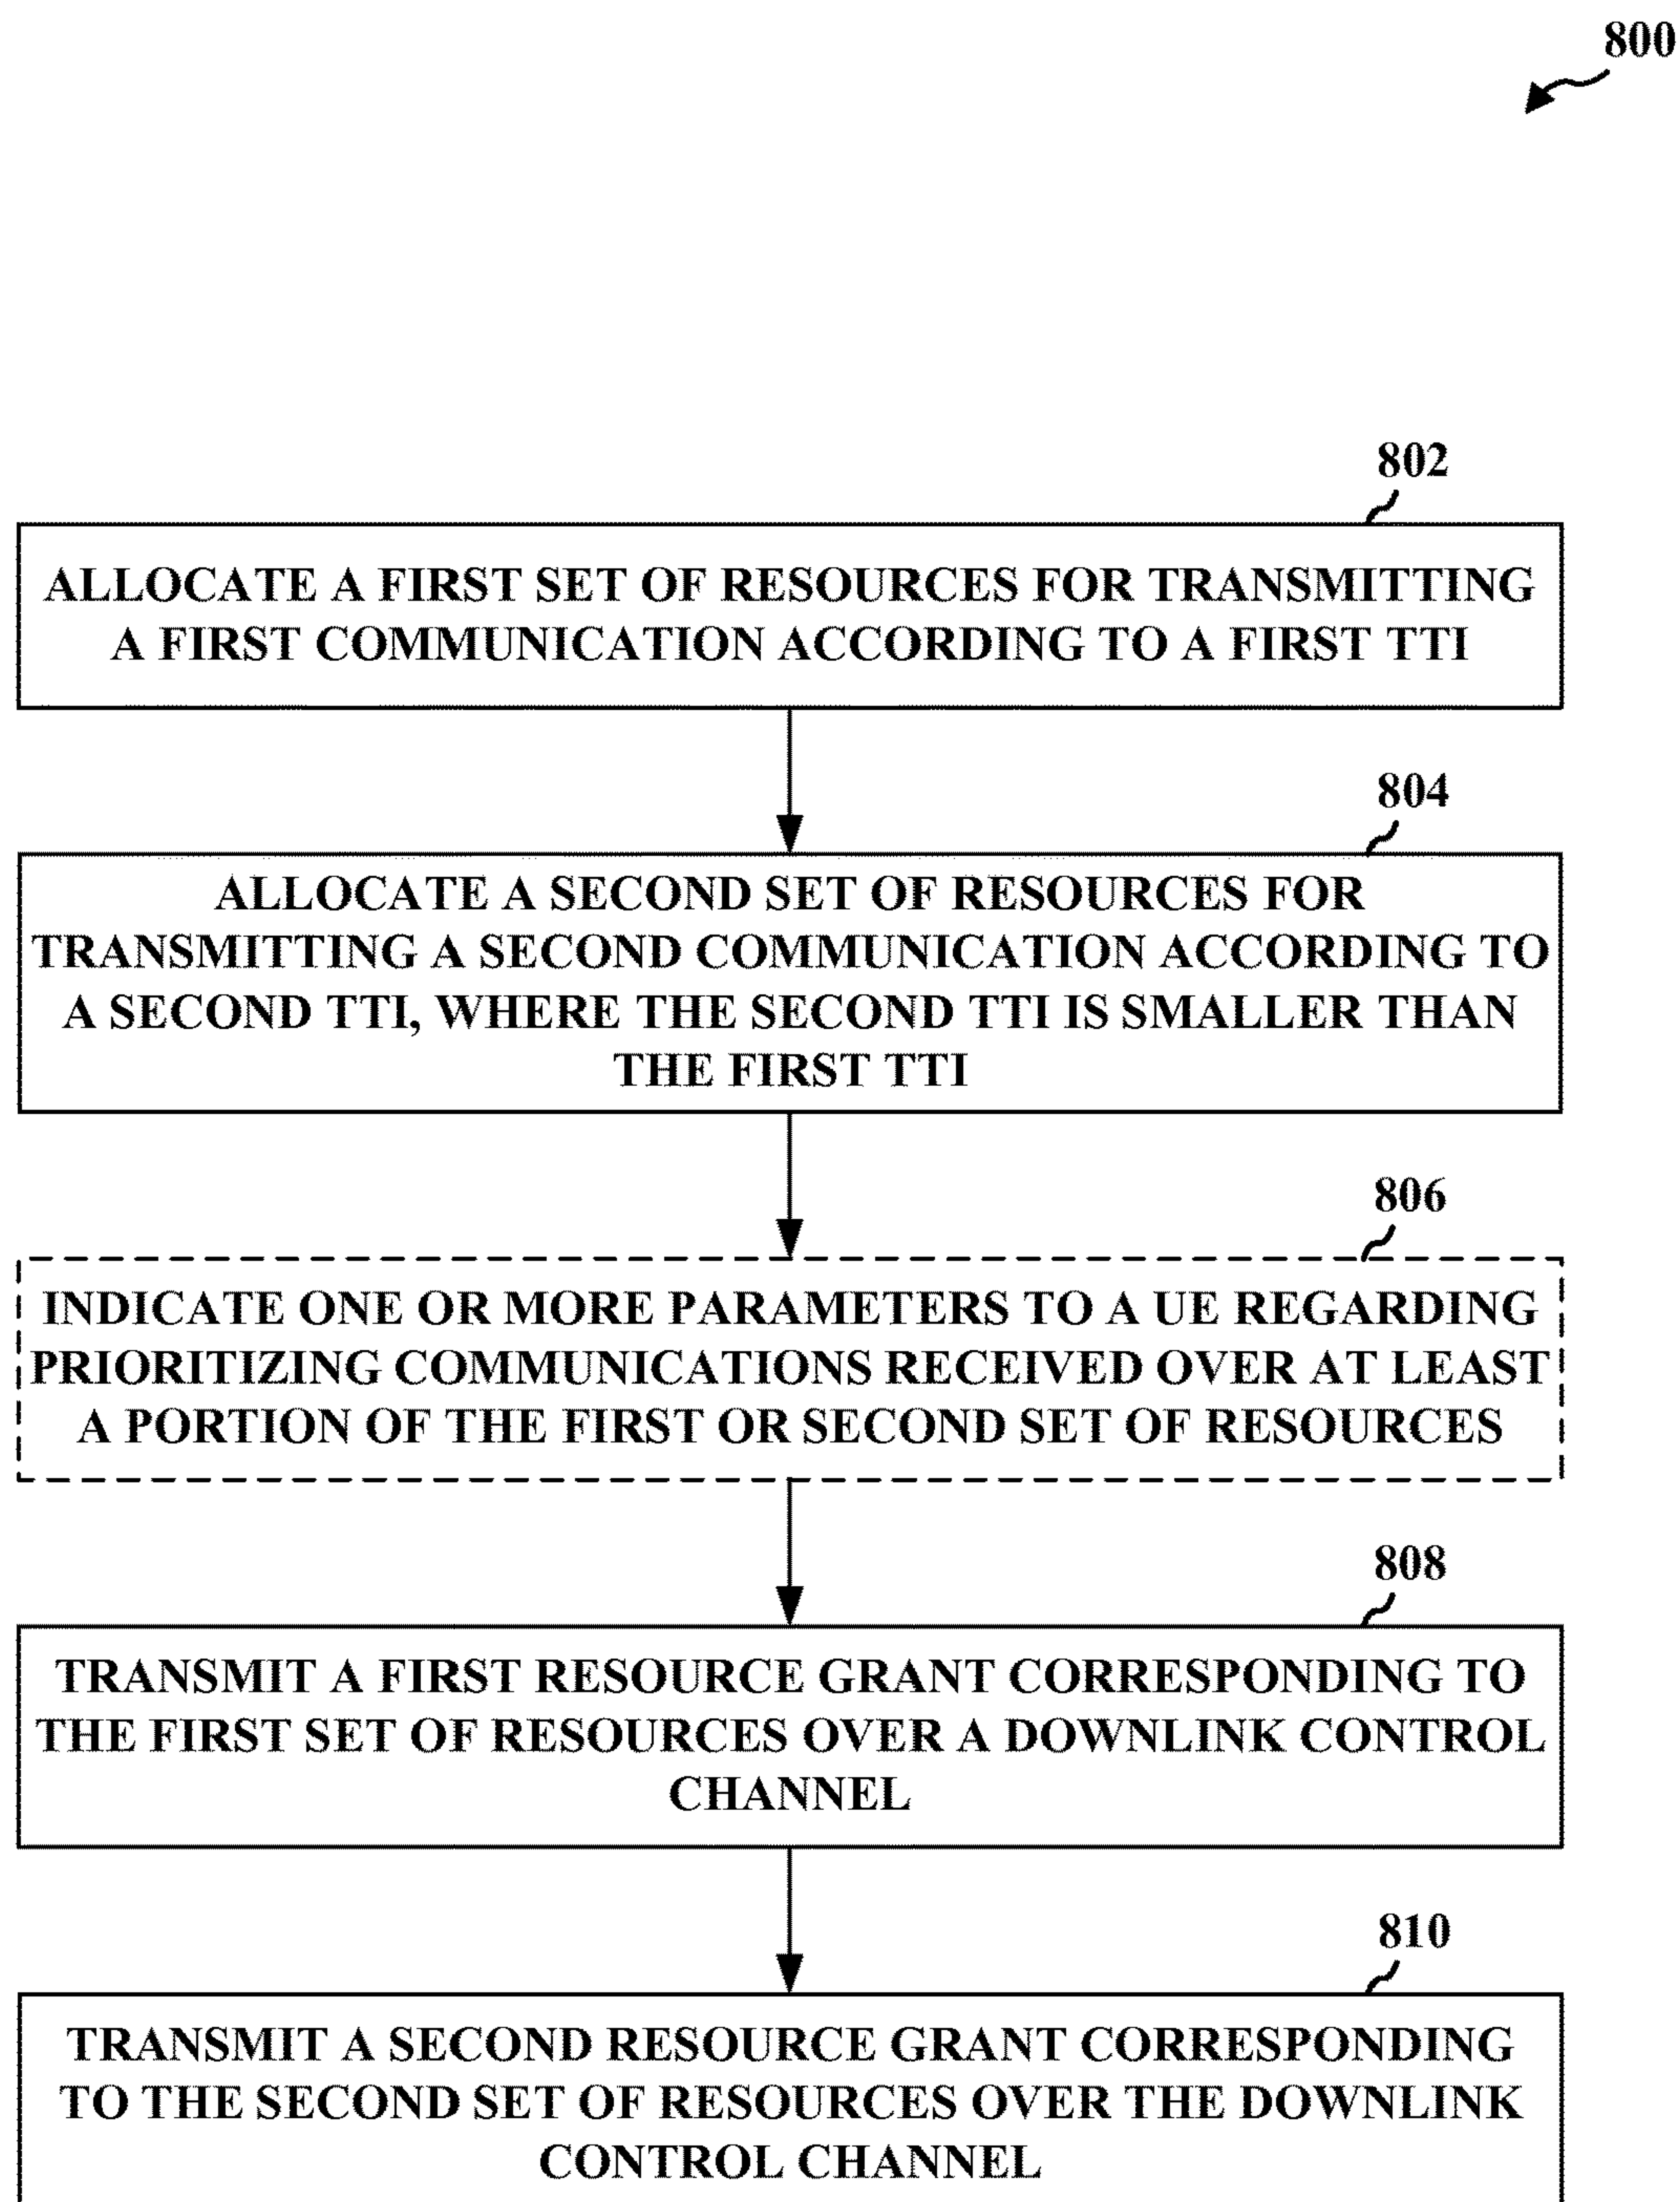 800
802
ALLOCATE A FIRST SET OF RESOURCES FOR TRANSMITTING
A FIRST COMMUNICATION ACCORDING TO A FIRST TTI
804
ALLOCATE A SECOND SET OF RESOURCES FOR
TRANSMITTING A SECOND COMMUNICATION ACCORDING TO
A SECOND TTI, WHERE THE SECOND TTI IS SMALLER THAN
THE FIRST TTI
806
INDICATE ONE OR MORE PARAMETERS TO A UE REGARDING
PRIORITIZING COMMUNICATIONS RECEIVED OVER AT LEAST
A PORTION OF THE FIRST OR SECOND SET OF RESOURCES
808
TRANSMIT A FIRST RESOURCE GRANT CORRESPONDING TO
THE FIRST SET OF RESOURCES OVER A DOWNLINK CONTROL
CHANNEL
810
TRANSMIT A SECOND RESOURCE GRANT CORRESPONDING
TO THE SECOND SET OF RESOURCES OVER THE DOWNLINK
CONTROL CHANNEL